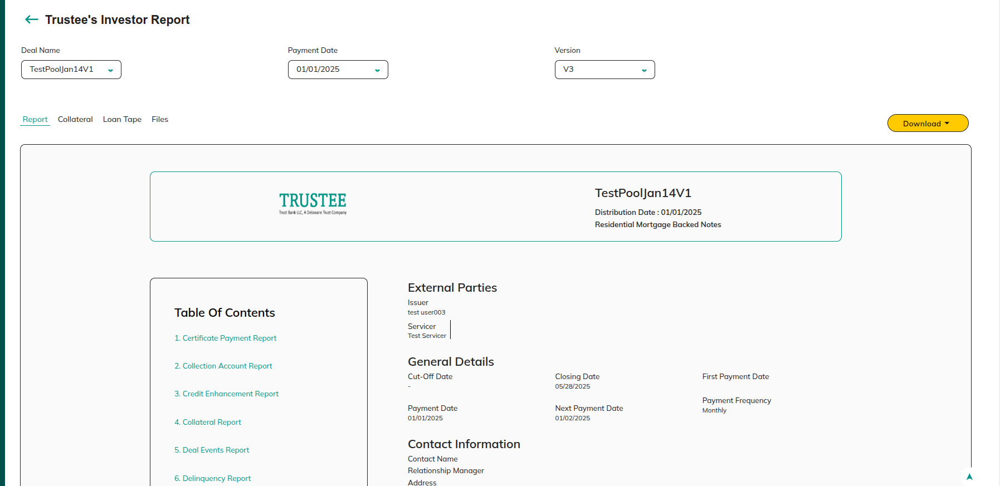 Trustee's Investor Report
Deal Name
Payment Date
Version
TestPoolJan14V1
01/01/2025
V3
Report
Collateral
Loan Tape
Files
Download
TRUSTEE
Trust Bank LLC, A Delaware Trust Company
TestPoolJan14V1
Distribution Date : 01/01/2025
Residential Mortgage Backed Notes
Table Of Contents
1. Certificate Payment Report
2. Collection Account Report
3. Credit Enhancement Report
4. Collateral Report
5. Deal Events Report
6. Delinquency Report
External Parties
Issuer
test user003
Servicer
Test Servicer
General Details
Cut-Off Date
-
Closing Date
05/28/2025
First Payment Date
Payment Date
01/01/2025
Next Payment Date
01/02/2025
Payment Frequency
Monthly
Contact Information
Contact Name
Relationship Manager
Address